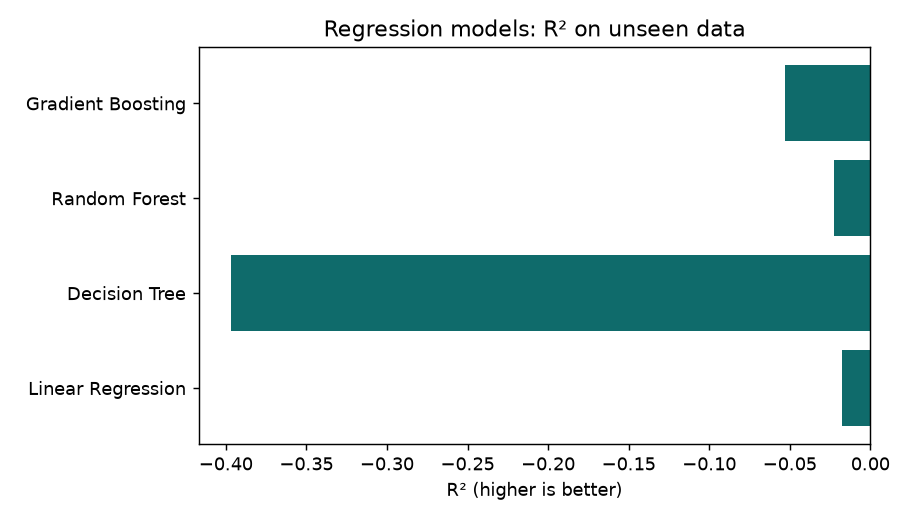 Regression models: R² on unseen data
Gradient Boosting
Random Forest
Decision Tree
Linear Regression
−0.40 −0.35 −0.30 −0.25 −0.20 −0.15 −0.10 −0.05 0.00
R² (higher is better)